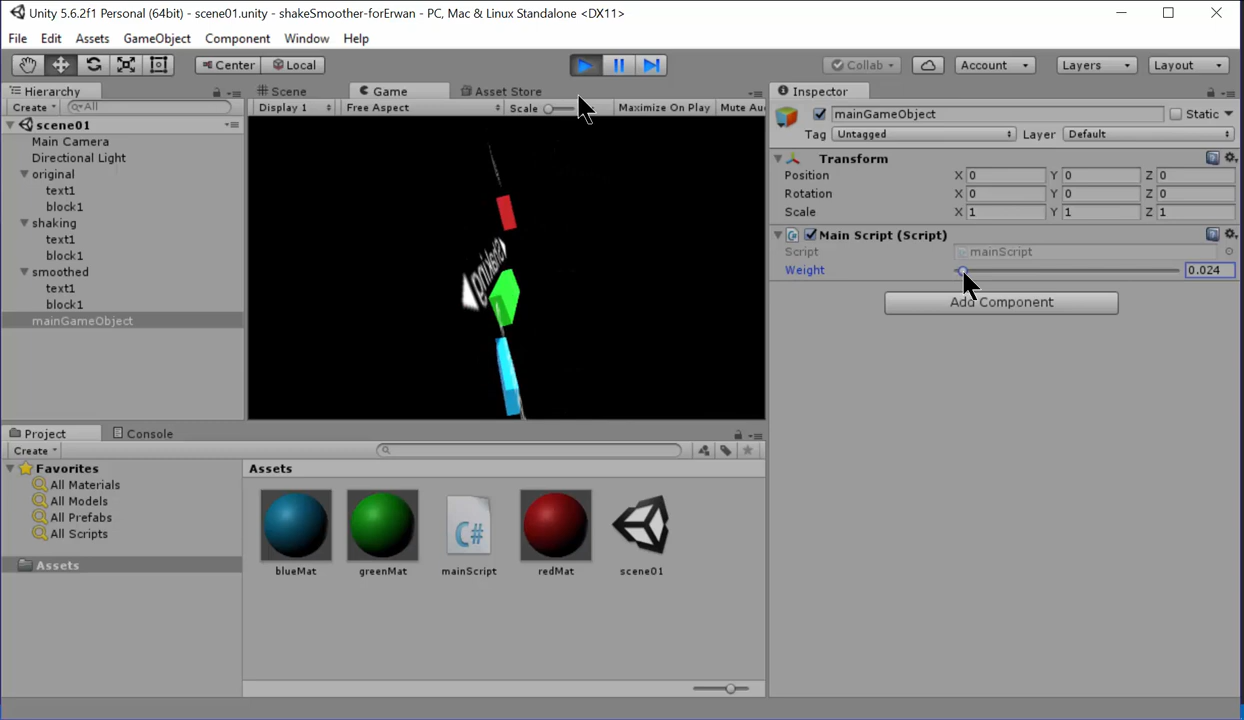 Unity 5.6.2f1 Personal (64bit) - scene01.unity - shakeSmoother-forErwan - PC, Mac & Linux Standalone <DX11>
File Edit Assets GameObject Component Window Help
Center Local Collab Account Layers Layout
Hierarchy
Create All
scene01
Main Camera
Directional Light
original
text1
block1
shaking
text1
block1
smoothed
text1
block1
mainGameObject
Scene Game Asset Store
Display 1 Free Aspect Scale Maximize On Play Mute Au
shaking
Inspector
mainGameObject Static
Tag Untagged Layer Default
Transform
Position X 0 Y 0 Z 0
Rotation X 0 Y 0 Z 0
Scale X 1 Y 1 Z 1
Main Script (Script)
Script mainScript
Weight 0.024
Add Component
Project Console
Create
Favorites
All Materials
All Models
All Prefabs
All Scripts
Assets
Assets
C#
blueMat greenMat mainScript redMat scene01